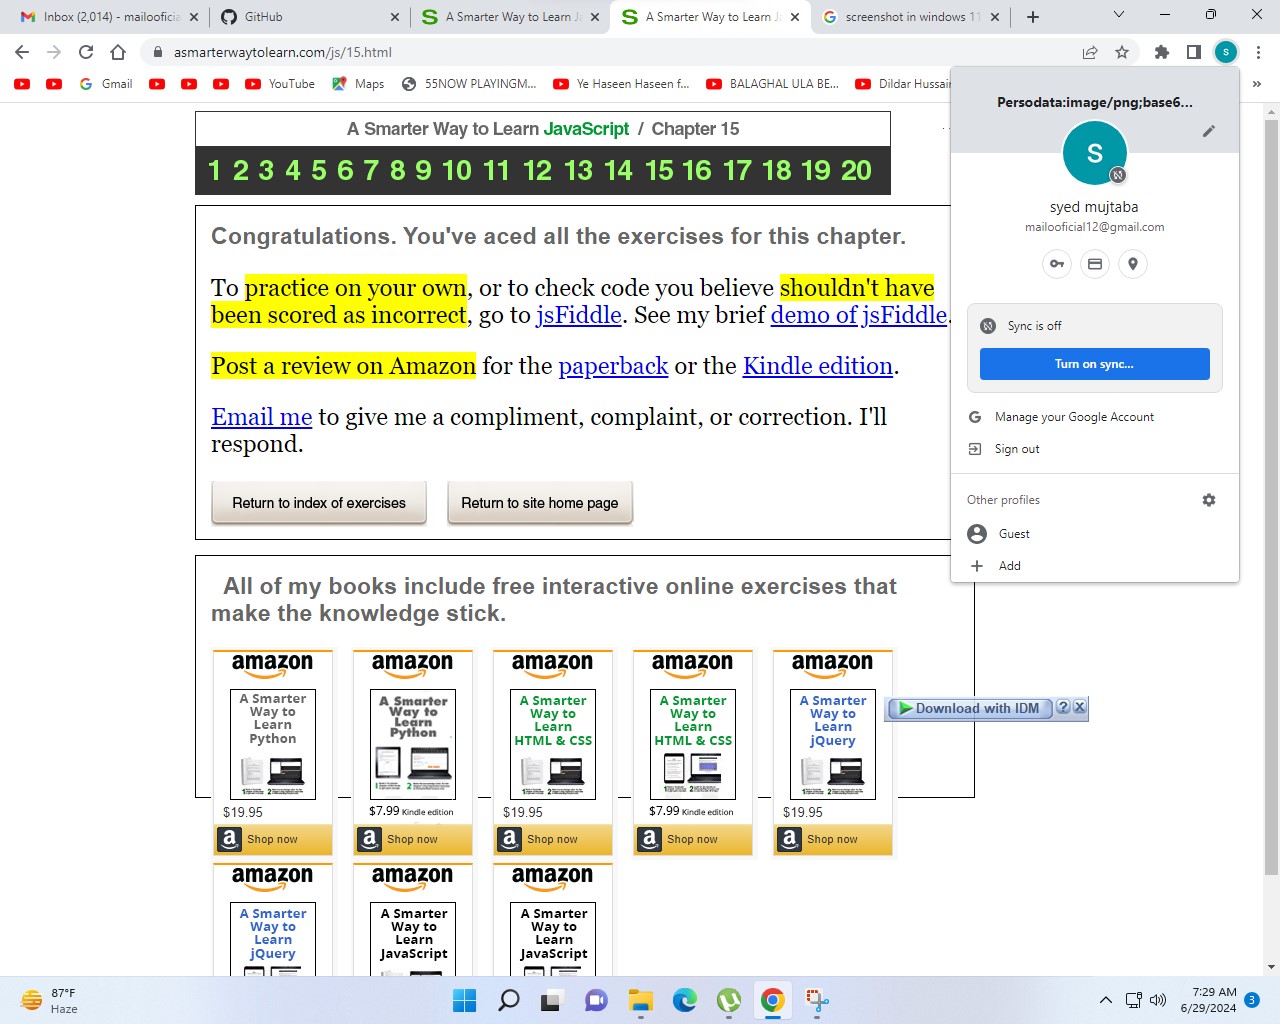 Inbox (2,014) - mailooficia
GitHub
A Smarter Way to Learn J
A Smarter Way to Learn J
screenshot in windows 11
asmarterwaytolearn.com/js/15.html
S
Gmail
YouTube
Maps
55NOW PLAYINGM...
Ye Haseen Haseen f...
BALAGHAL ULA BE...
Dildar Hussain
»
A Smarter Way to Learn JavaScript / Chapter 15
1 2 3 4 5 6 7 8 9 10 11 12 13 14 15 16 17 18 19 20
Congratulations. You've aced all the exercises for this chapter.
To practice on your own, or to check code you believe shouldn't have
been scored as incorrect, go to jsFiddle. See my brief demo of jsFiddle.
Post a review on Amazon for the paperback or the Kindle edition.
Email me to give me a compliment, complaint, or correction. I'll
respond.
Return to index of exercises
Return to site home page
Persodata:image/png;base6...
S
syed mujtaba
mailooficial12@gmail.com
Sync is off
Turn on sync...
Manage your Google Account
Sign out
Other profiles
Guest
Add
All of my books include free interactive online exercises that
make the knowledge stick.
amazon
A Smarter
Way to
Learn
Python
$19.95
Shop now
amazon
A Smarter
Way to
Learn
Python
$7.99 Kindle edition
Shop now
amazon
A Smarter
Way to
Learn
HTML & CSS
$19.95
Shop now
amazon
A Smarter
Way to
Learn
HTML & CSS
$7.99 Kindle edition
Shop now
amazon
A Smarter
Way to
Learn
jQuery
$19.95
Shop now
Download with IDM
?
amazon
A Smarter
Way to
Learn
jQuery
amazon
A Smarter
Way to
Learn
JavaScript
amazon
A Smarter
Way to
Learn
JavaScript
87°F
Haze
7:29 AM
6/29/2024
3